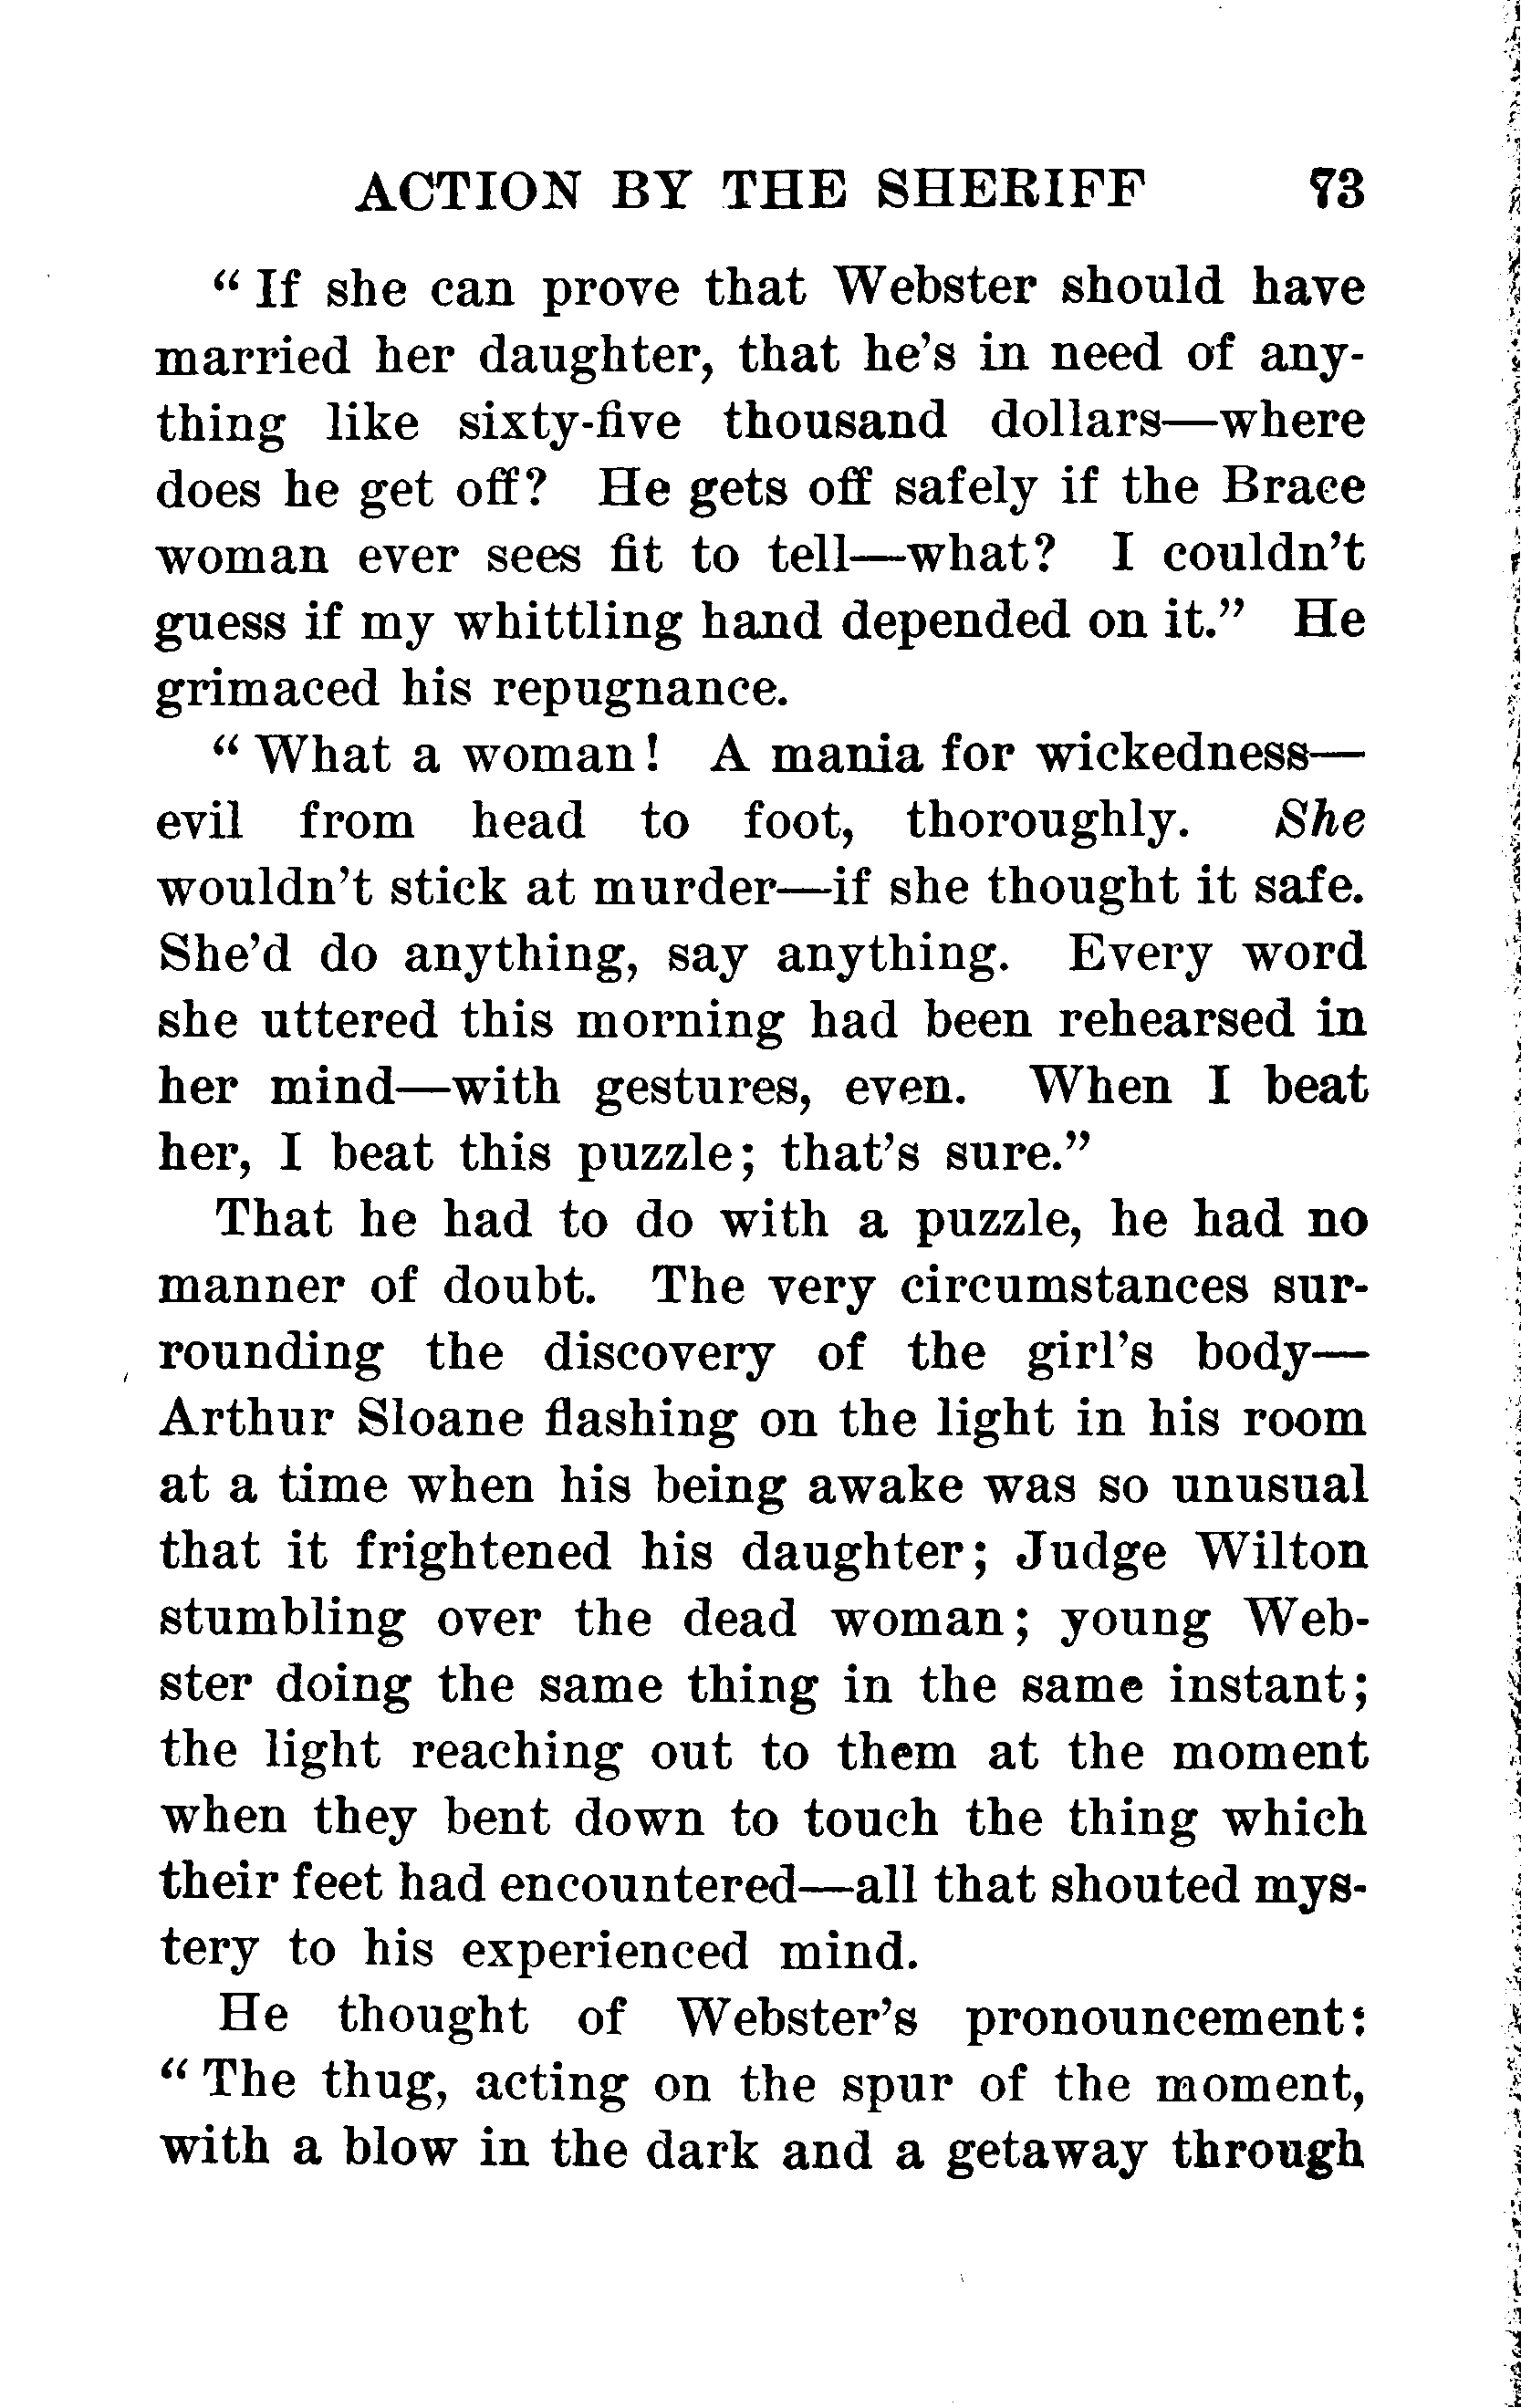 ACTION BY THE SHERIFF 73
“ If she can prove that Webster should have
married her daughter, that he’s in need of any-
thing like sixty-five thousand dollars—where
does he get off? He gets off safely if the Brace
woman ever sees fit to tell—what? I couldn’t
guess if my whittling hand depended on it.” He
grimaced his repugnance.
“ What a woman! A mania for wickedness—
evil from head to foot, thoroughly. She
wouldn’t stick at murder—if she thought it safe.
She’d do anything, say anything. Every word
she uttered this morning had been rehearsed in
her mind—with gestures, even. When I beat
her, I beat this puzzle; that’s sure.”
That he had to do with a puzzle, he had no
manner of doubt. The very circumstances sur-
rounding the discovery of the girl’s body—
Arthur Sloane flashing on the light in his room
at a time when his being awake was so unusual
that it frightened his daughter; Judge Wilton
stumbling over the dead woman; young Web-
ster doing the same thing in the same instant;
the light reaching out to them at the moment
when they bent down to touch the thing which
their feet had encountered—all that shouted mys-
tery to his experienced mind.
He thought of Webster’s pronouncement:
“ The thug, acting on the spur of the moment,
with a blow in the dark and a getaway through